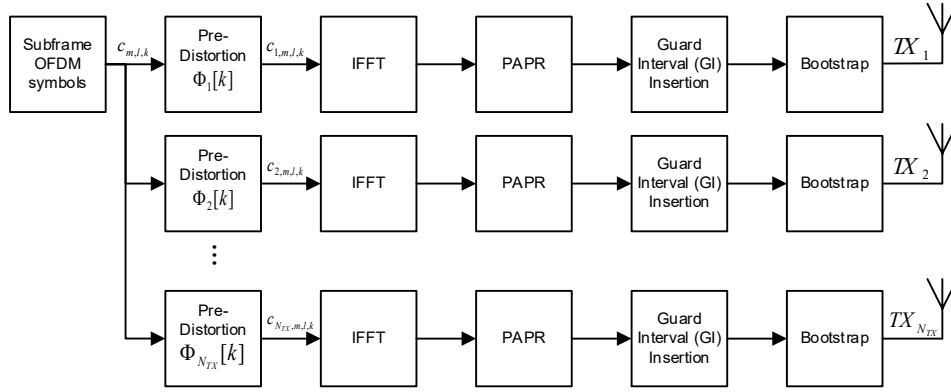 Subframe
OFDM
symbols
c_{m,l,k}
Pre-
Distortion
Φ_1[k]
c_{1,m,l,k}
IFFT
PAPR
Guard
Interval (GI)
Insertion
Bootstrap
TX_1
Pre-
Distortion
Φ_2[k]
c_{2,m,l,k}
IFFT
PAPR
Guard
Interval (GI)
Insertion
Bootstrap
TX_2
Pre-
Distortion
Φ_{N_{TX}}[k]
c_{N_{TX},m,l,k}
IFFT
PAPR
Guard
Interval (GI)
Insertion
Bootstrap
TX_{N_{TX}}